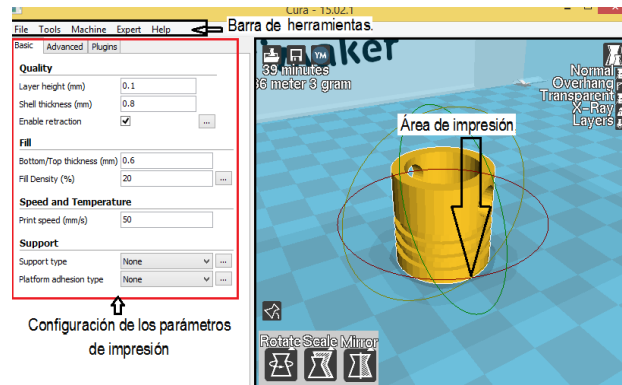 Cura - 15.02.1
File Tools Machine Expert Help
Barra de herramientas.
Basic Advanced Plugins
Quality
Layer height (mm) 0.1
Shell thickness (mm) 0.8
Enable retraction ...
Fill
Bottom/Top thickness (mm) 0.6
Fill Density (%) 20 ...
Speed and Temperature
Print speed (mm/s) 50
Support
Support type None ...
Platform adhesion type None ...
Configuración de los parámetros
de impresión
YM
39 minutes
meter 3 gram
Normal
Overhang
Transparent
X-Ray
Layers
Área de impresión
Rotate Scale Mirror